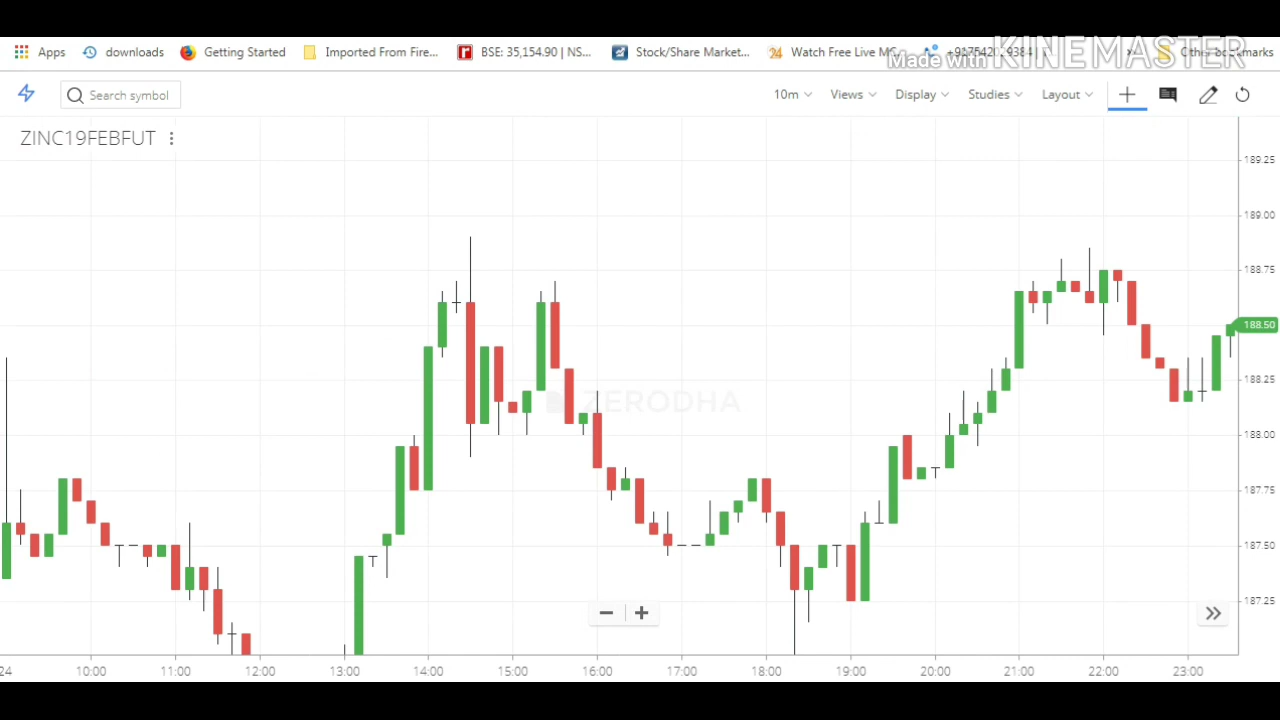 Apps downloads Getting Started Imported From Fire... BSE: 35,154.90 | NS... Stock/Share Market... Watch Free Live MC Other bookmarks
Made with KINEMASTER
Search symbol 10m Views Display Studies Layout
ZINC19FEBFUT
189.25
189.00
188.75
188.50
188.25
ZERODHA
188.00
187.75
187.50
187.25
24 10:00 11:00 12:00 13:00 14:00 15:00 16:00 17:00 18:00 19:00 20:00 21:00 22:00 23:00